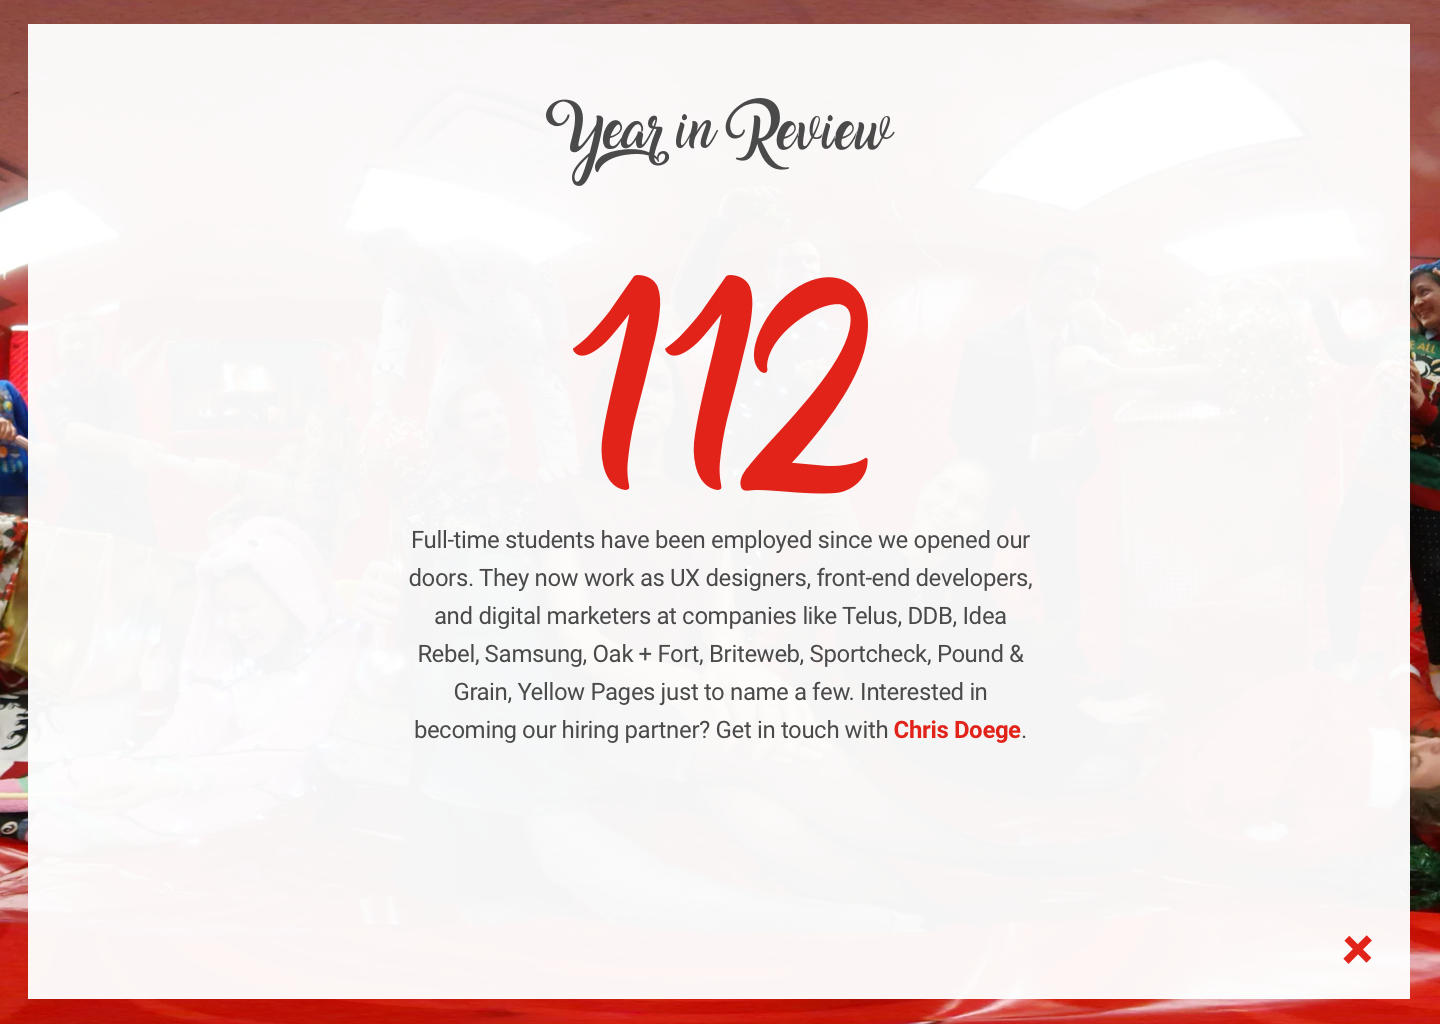 Year in Review
112
Full-time students have been employed since we opened our
doors. They now work as UX designers, front-end developers,
and digital marketers at companies like Telus, DDB, Idea
Rebel, Samsung, Oak + Fort, Briteweb, Sportcheck, Pound &
Grain, Yellow Pages just to name a few. Interested in
becoming our hiring partner? Get in touch with Chris Doege.